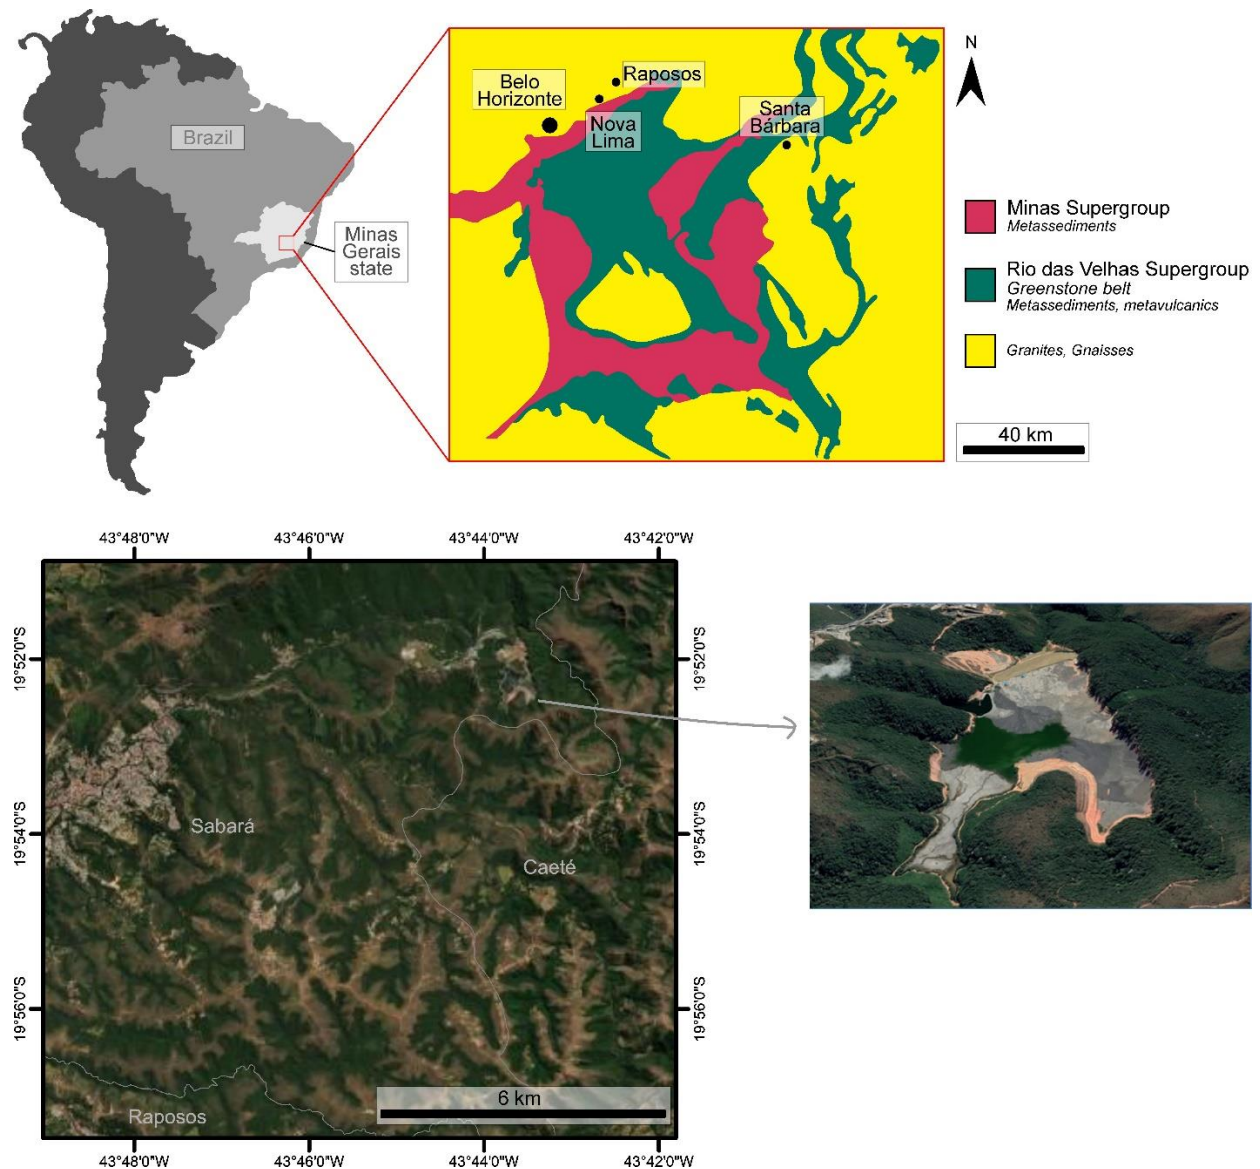 Brazil
Minas
Gerais
state
Belo
Horizonte
Raposos
Nova
Lima
Santa
Bárbara
N
Minas Supergroup
Metassediments
Rio das Velhas Supergroup
Greenstone belt
Metassediments, metavulcanics
Granites, Gnaisses
40 km
43°48'0"W
43°46'0"W
43°44'0"W
43°42'0"W
19°52'0"S
19°52'0"S
19°54'0"S
19°54'0"S
19°56'0"S
19°56'0"S
Sabará
Caeté
Raposos
6 km
43°48'0"W
43°46'0"W
43°44'0"W
43°42'0"W